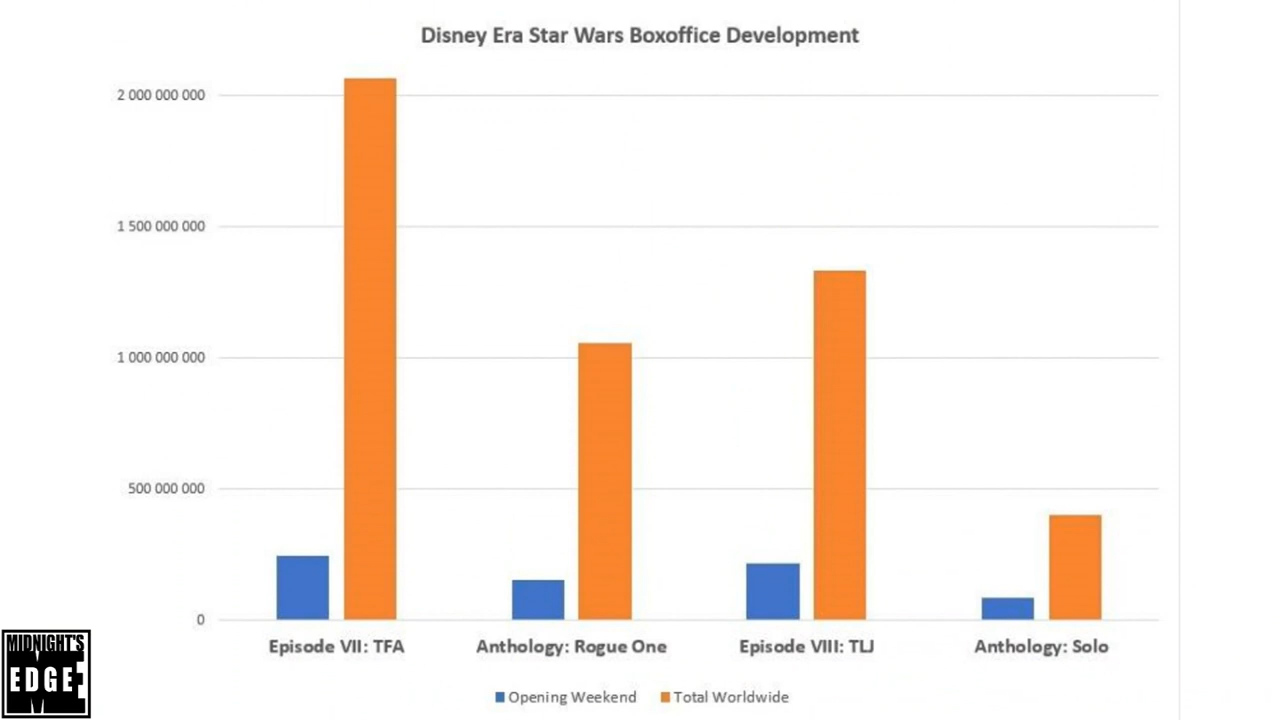 Disney Era Star Wars Boxoffice Development
2 000 000 000
1 500 000 000
1 000 000 000
500 000 000
0
Episode VII: TFA
Anthology: Rogue One
Episode VIII: TLJ
Anthology: Solo
Opening Weekend
Total Worldwide
MIDNIGHT'S
ME
EDGE